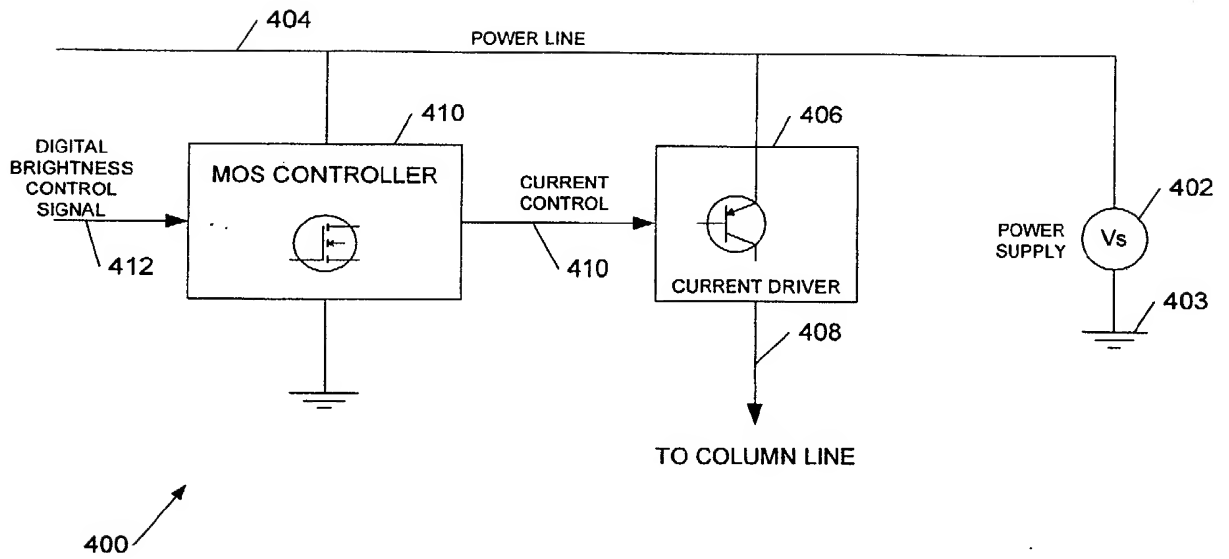 404
POWER LINE
410
406
DIGITAL
BRIGHTNESS
CONTROL
SIGNAL
MOS CONTROLLER
CURRENT
CONTROL
402
POWER
SUPPLY
Vs
412
410
CURRENT DRIVER
403
408
TO COLUMN LINE
400